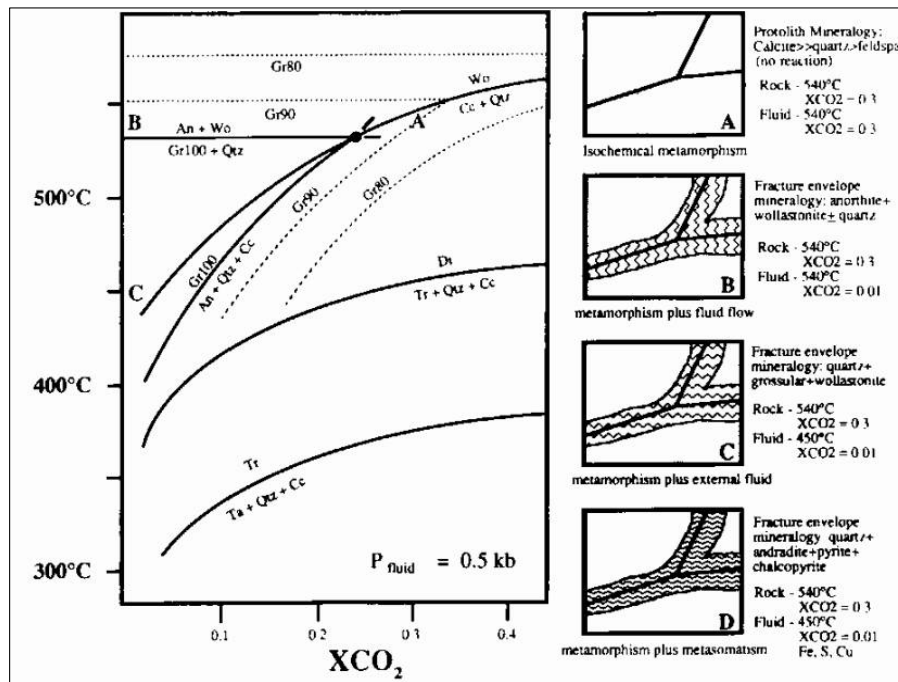 Gr80
Wo
Cc + Qtz
B
Gr90
A
An + Wo
Gr100 + Qtz
500°C
Gr90
Gr80
Gr100
An + Qtz + Cc
C
Di
Tr + Qtz + Cc
400°C
Tr
Ta + Qtz + Cc
300°C
P fluid = 0.5 kb
0.1 0.2 0.3 0.4
XCO2
Protolith Mineralogy:
Calcite>>quartz>feldspa
(no reaction)
Rock - 540°C
XCO2 = 0.3
Fluid - 540°C
XCO2 = 0.3
A
Isochemical metamorphism
Fracture envelope
mineralogy: anorthite+
wollastonite± quartz
Rock - 540°C
XCO2 = 0.3
Fluid - 540°C
XCO2 = 0.01
B
metamorphism plus fluid flow
Fracture envelope
mineralogy: quartz+
grossular+wollastonite
Rock - 540°C
XCO2 = 0.3
Fluid - 450°C
XCO2 = 0.01
C
metamorphism plus external fluid
Fracture envelope
mineralogy quartz+
andradite+pyrite+
chalcopyrite
Rock - 540°C
XCO2 = 0.3
Fluid - 450°C
XCO2 = 0.01
Fe, S, Cu
D
metamorphism plus metasomatism